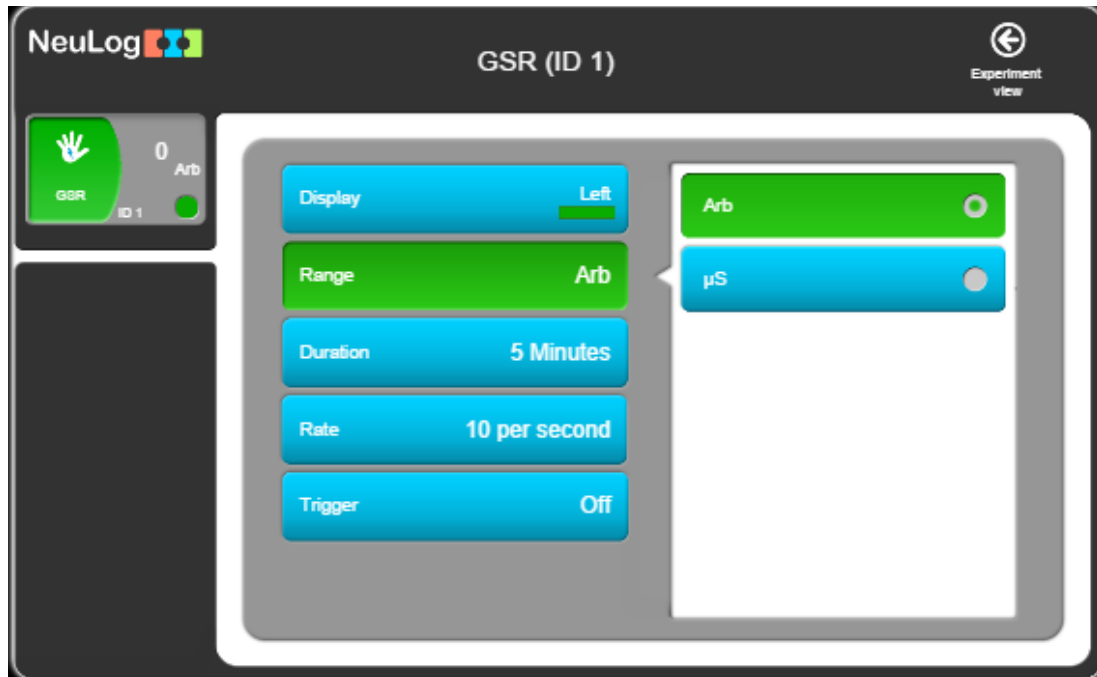 NeuLog
GSR (ID 1)
Experiment
view
0
Arb
GSR
ID 1
Display Left
Range Arb
Duration 5 Minutes
Rate 10 per second
Trigger Off
Arb
µS